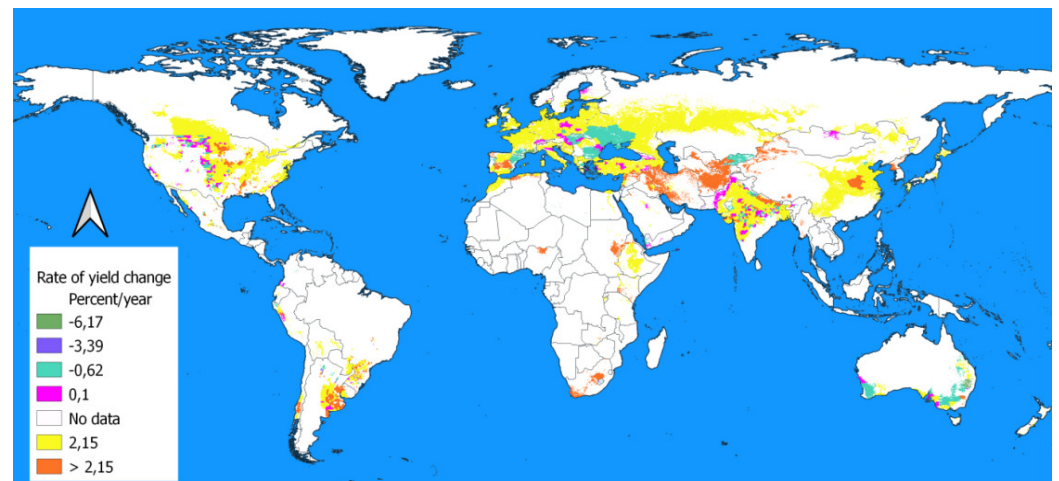 Rate of yield change
Percent/year
-6,17
-3,39
-0,62
0,1
No data
2,15
> 2,15